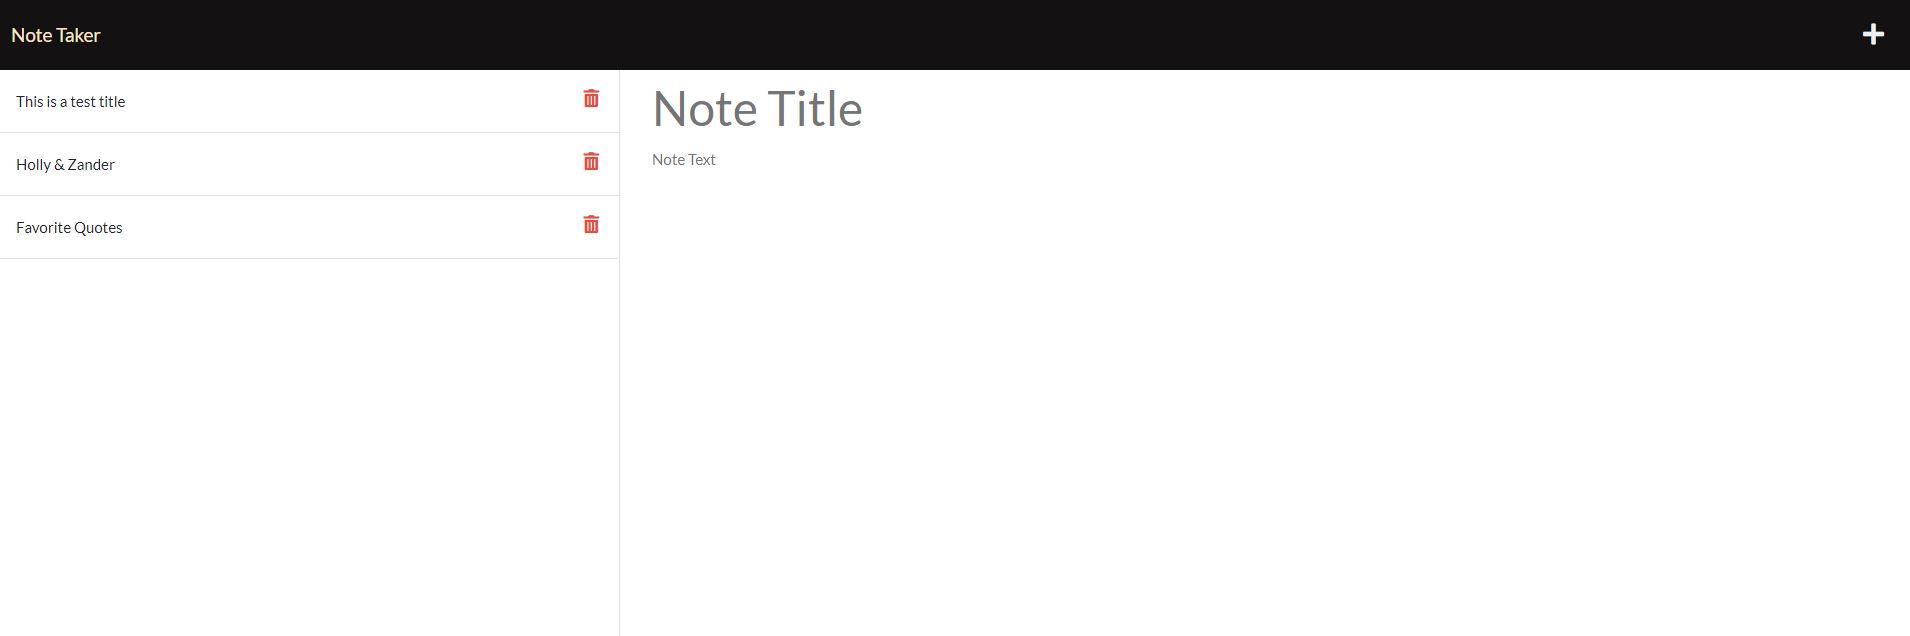 Note Taker
This is a test title
Holly & Zander
Favorite Quotes
Note Title
Note Text